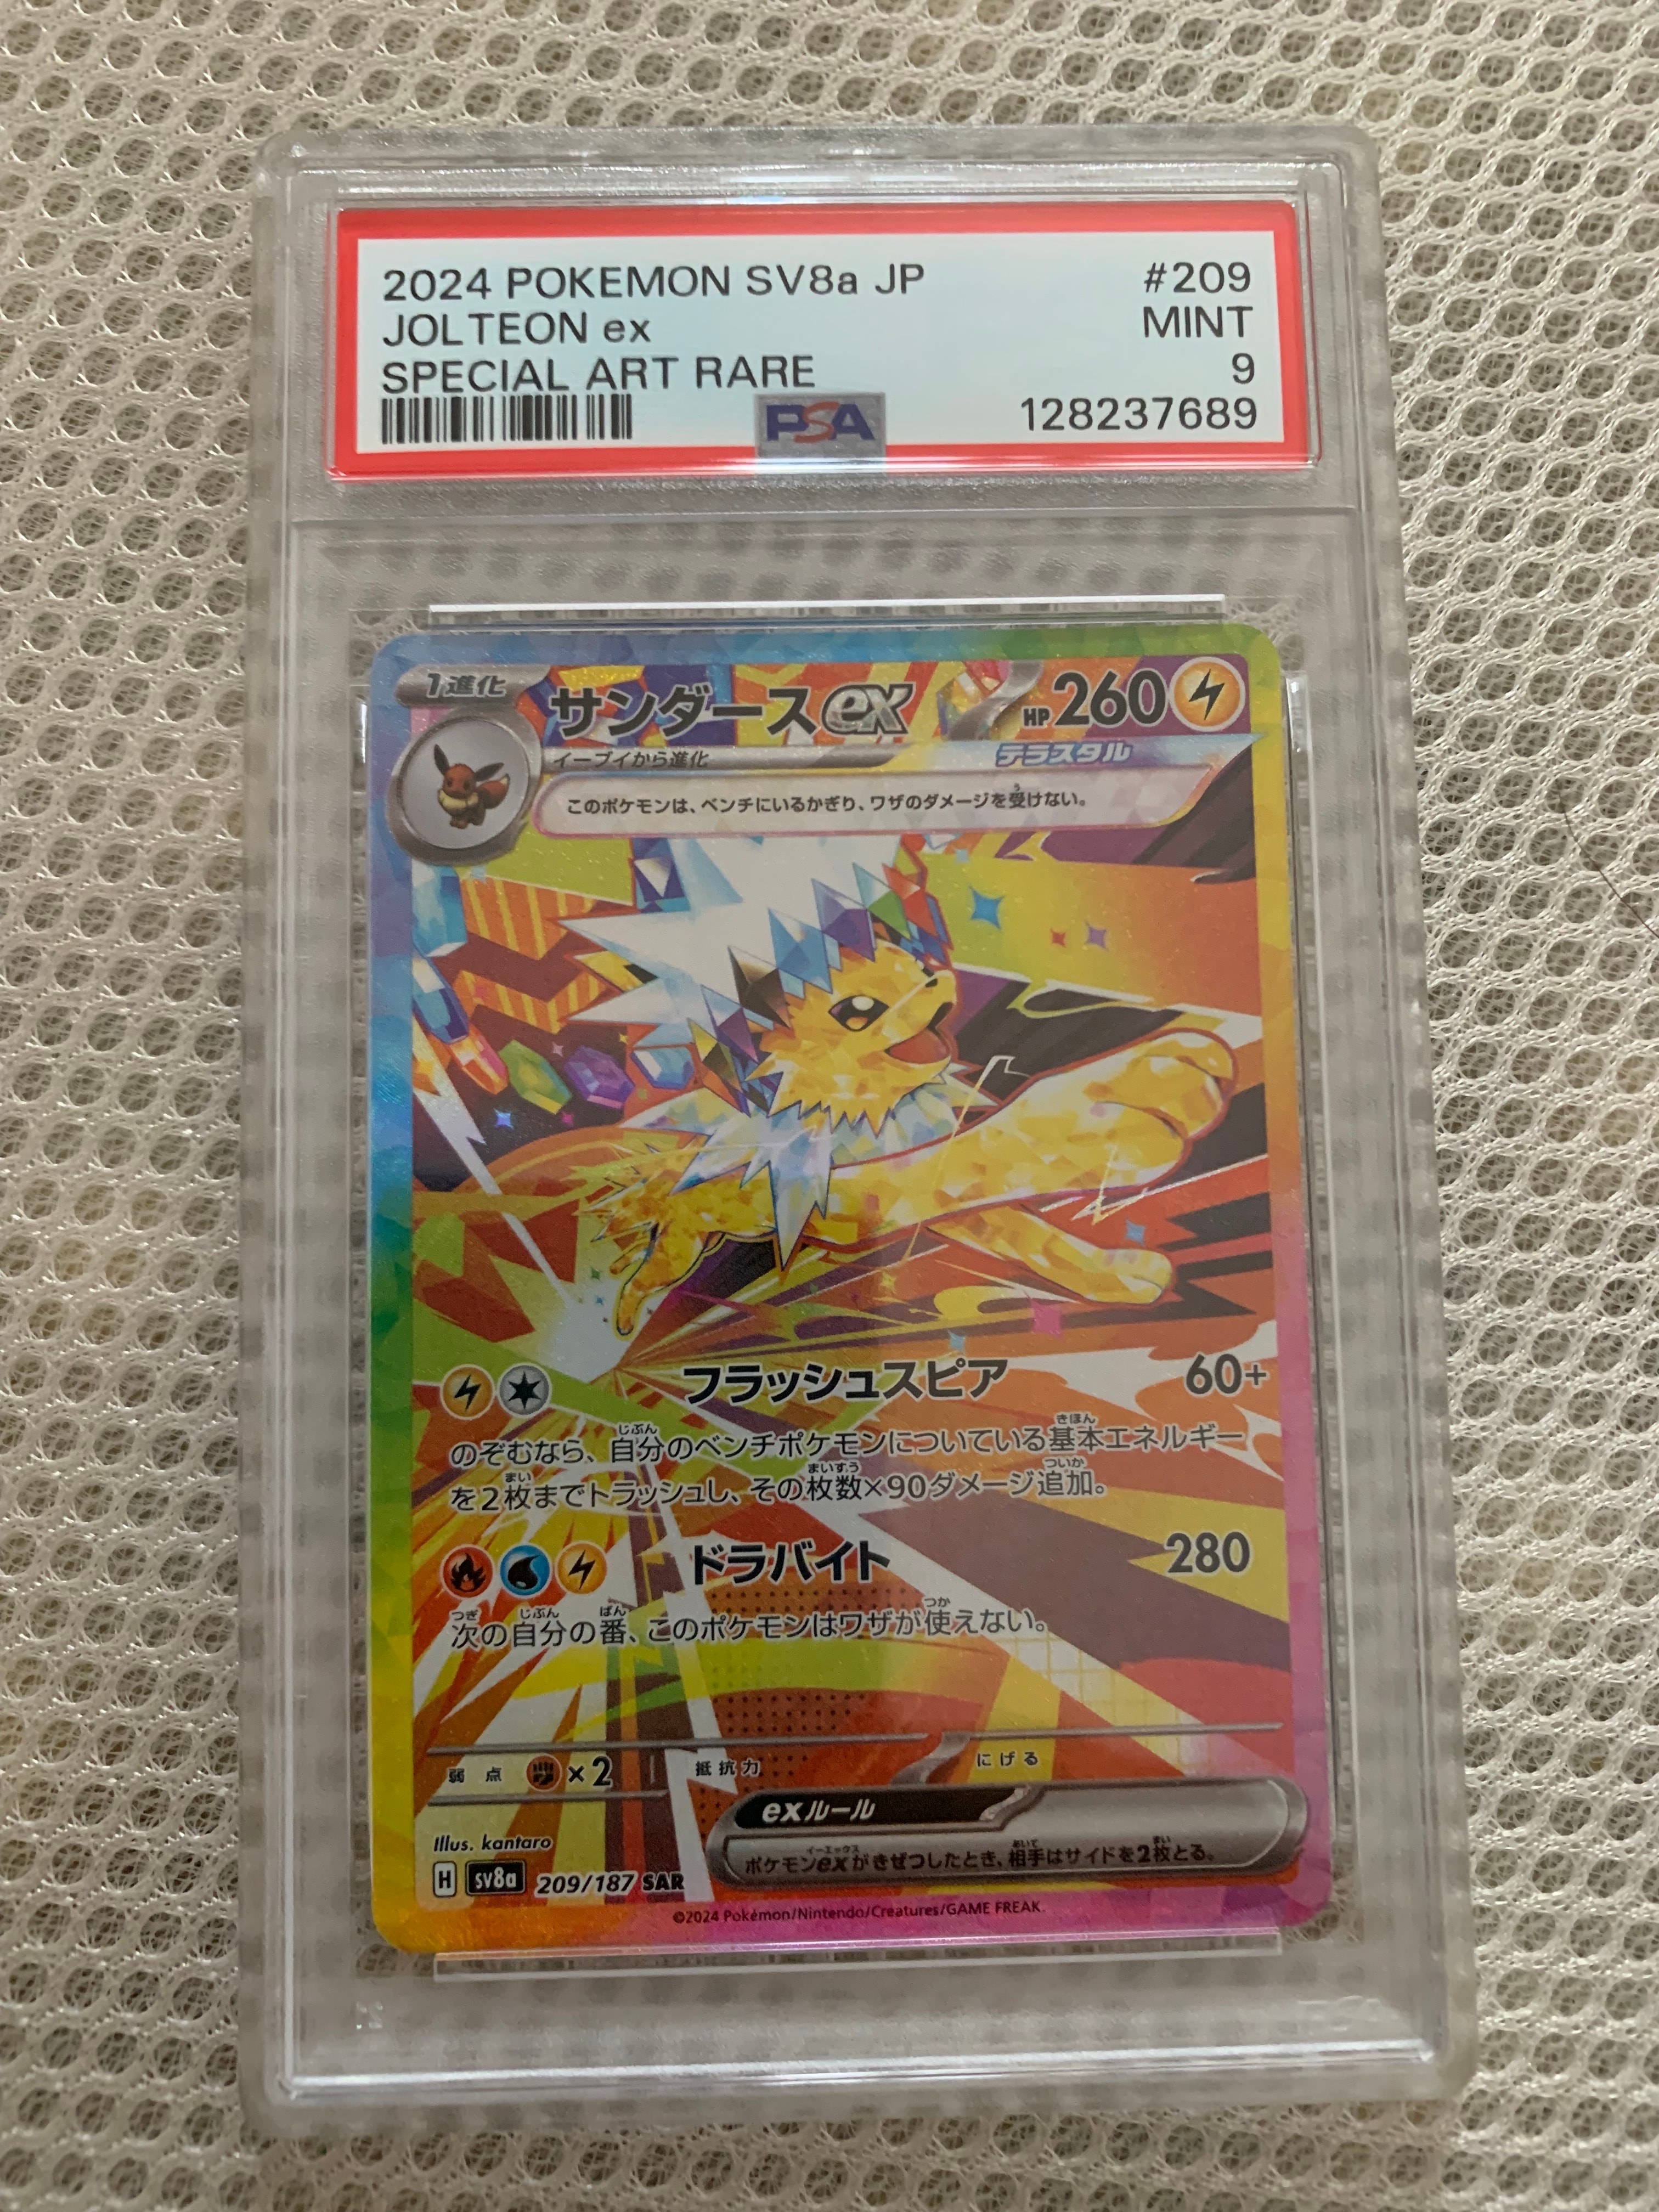 2024 POKEMON SV8a JP #209
JOLTEON ex MINT
SPECIAL ART RARE 9
PSA 128237689
1進化 サンダースex HP260
イーブイから進化 テラスタル
このポケモンは、ベンチにいるかぎり、ワザのダメージを受けない。
フラッシュスピア 60+
のぞむなら、自分のベンチポケモンについている基本エネルギー
を2枚までトラッシュし、その枚数×90ダメージ追加。
ドラバイト 280
次の自分の番、このポケモンはワザが使えない。
弱点 ×2 抵抗力 にげる
exルール
ポケモンexがきぜつしたとき、相手はサイドを2枚とる。
Illus. kantaro
H sv8a 209/187 SAR
©2024 Pokémon/Nintendo/Creatures/GAME FREAK.